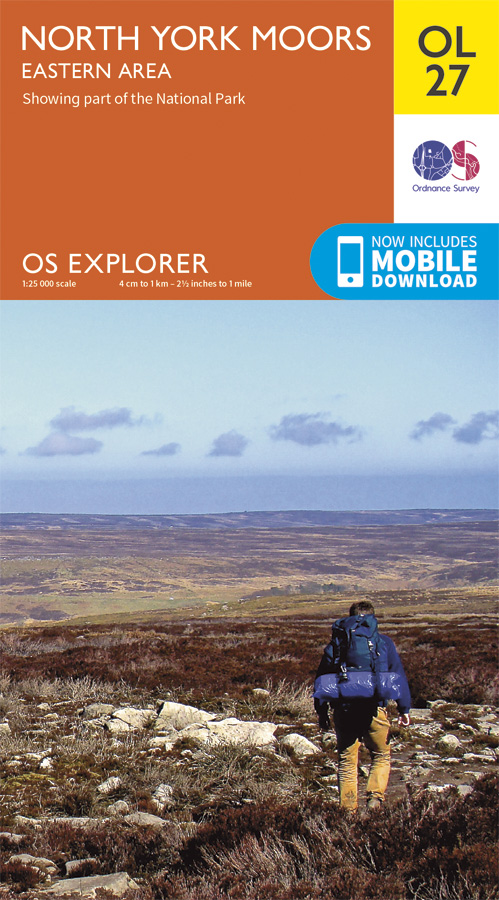 NORTH YORK MOORS
EASTERN AREA
Showing part of the National Park
OL
27
OS
Ordnance Survey
OS EXPLORER
1:25 000 scale 4 cm to 1 km – 2½ inches to 1 mile
NOW INCLUDES
MOBILE
DOWNLOAD